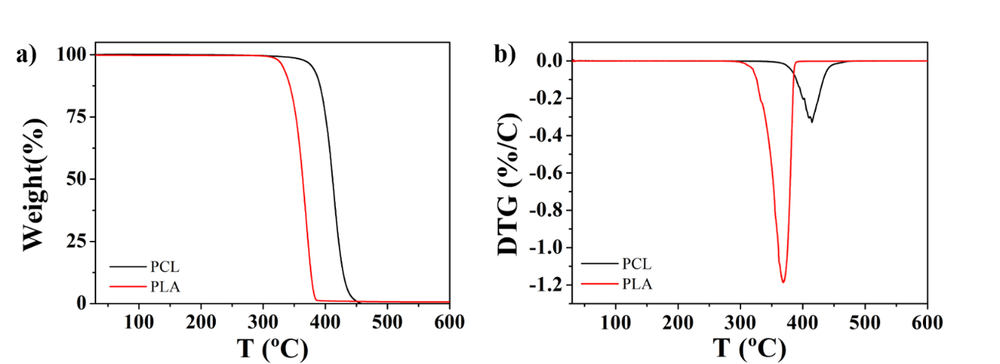 a)
Weight(%)
100
75
50
25
0
PCL
PLA
100 200 300 400 500 600
T (ºC)
b)
DTG (%/C)
0.0
-0.2
-0.4
-0.6
-0.8
-1.0
-1.2
PCL
PLA
100 200 300 400 500 600
T (ºC)